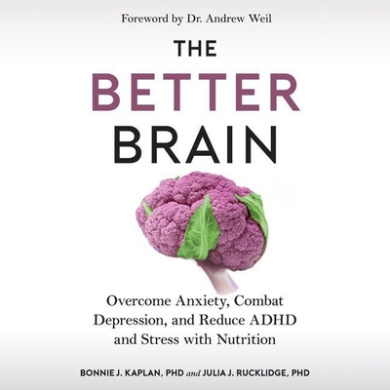 Foreword by Dr. Andrew Weil
THE
BETTER
BRAIN
Overcome Anxiety, Combat
Depression, and Reduce ADHD
and Stress with Nutrition
BONNIE J. KAPLAN, PHD and JULIA J. RUCKLIDGE, PHD